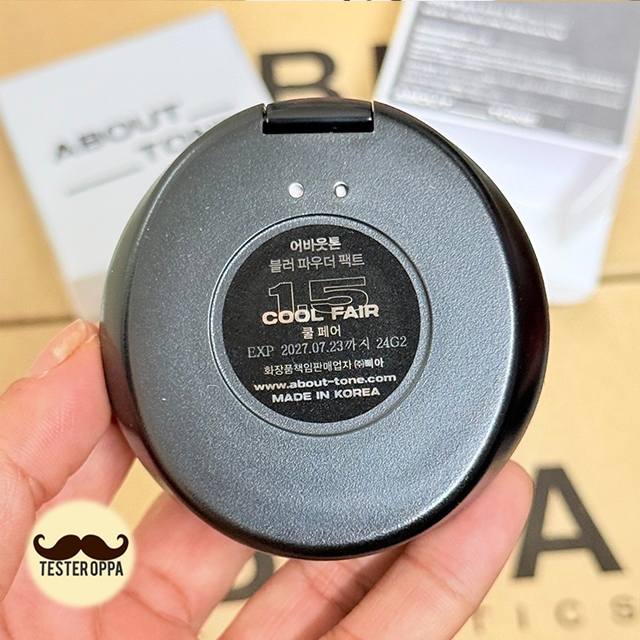 ABOUT
TONE
어바웃톤
블러 파우더 팩트
1.5
COOL FAIR
쿨 페어
EXP 2027.07.23까지 24G2
화장품책임판매업자 ㈜삐아
www.about-tone.com
MADE IN KOREA
TESTER OPPA